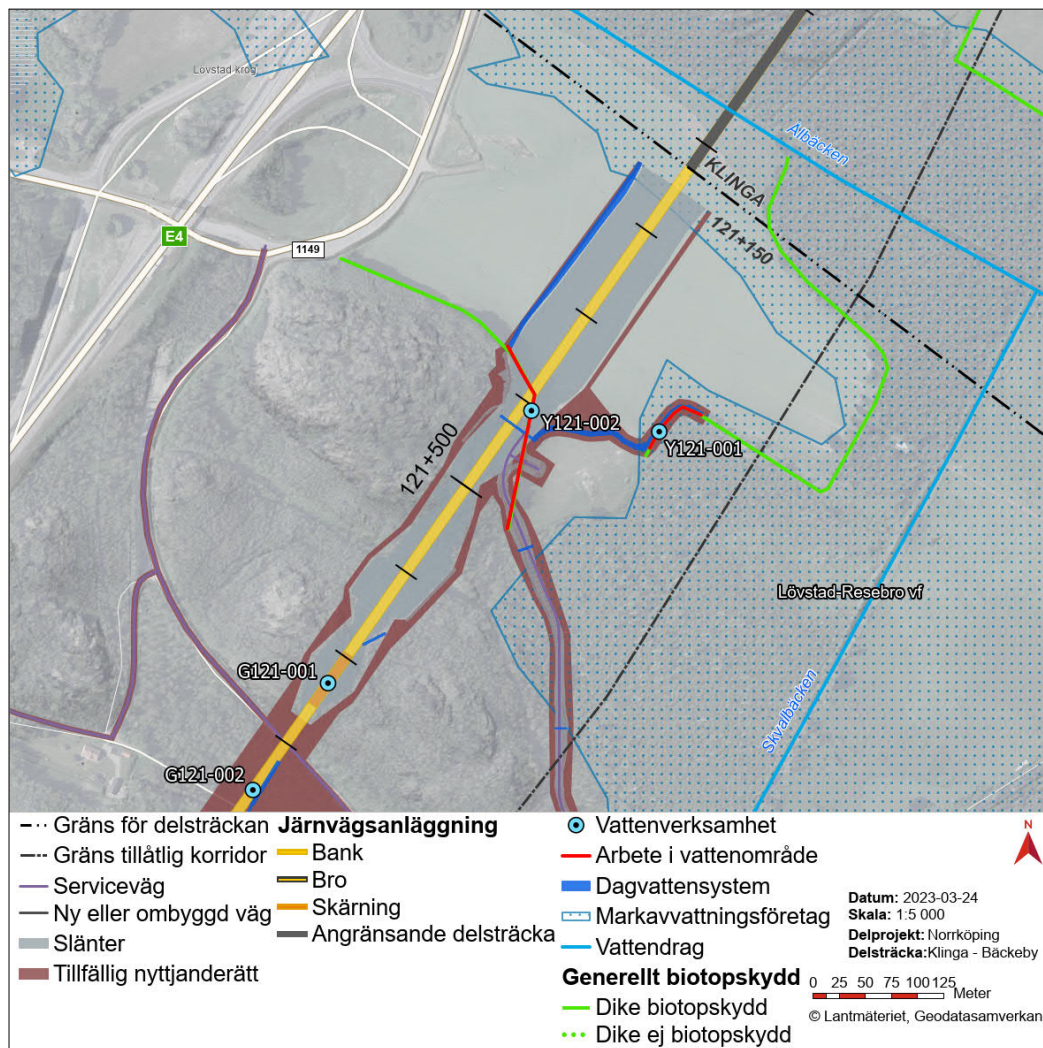 Lovstad krog
Ålbäcken
KLINGA
E4
1149
121+150
Y121-002
Y121-001
121+500
Lövstad-Resebro vf
G121-001
Skvalbäcken
G121-002
Gräns för delsträckan
Gräns tillåtlig korridor
Serviceväg
Ny eller ombyggd väg
Slänter
Tillfällig nyttjanderätt
Järnvägsanläggning
Bank
Bro
Skärning
Angränsande delsträcka
Vattenverksamhet
Arbete i vattenområde
Dagvattensystem
Markavvattningsföretag
Vattendrag
Generellt biotopskydd
Dike biotopskydd
Dike ej biotopskydd
N
Datum: 2023-03-24
Skala: 1:5 000
Delprojekt: Norrköping
Delsträcka:Klinga - Bäckeby
0 25 50 75 100 125
Meter
© Lantmäteriet, Geodatasamverkan